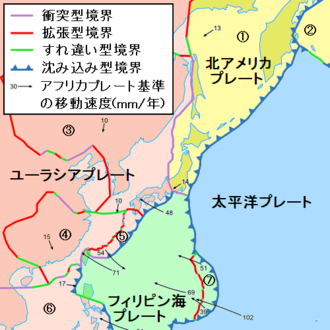 衝突型境界
拡張型境界
すれ違い型境界
沈み込み型境界
30 アフリカプレート基準
の移動速度(mm/年)
13
①
②
北アメリカ
プレート
③
10
ユーラシアプレート
太平洋プレート
14
④
10
48
15
⑤
54
71
⑥
17
51
⑦
69
フィリピン海
プレート
39
102